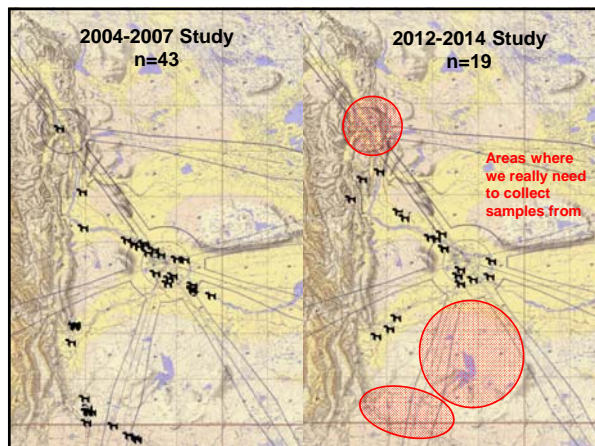 2004-2007 Study
n=43
2012-2014 Study
n=19
Areas where
we really need
to collect
samples from